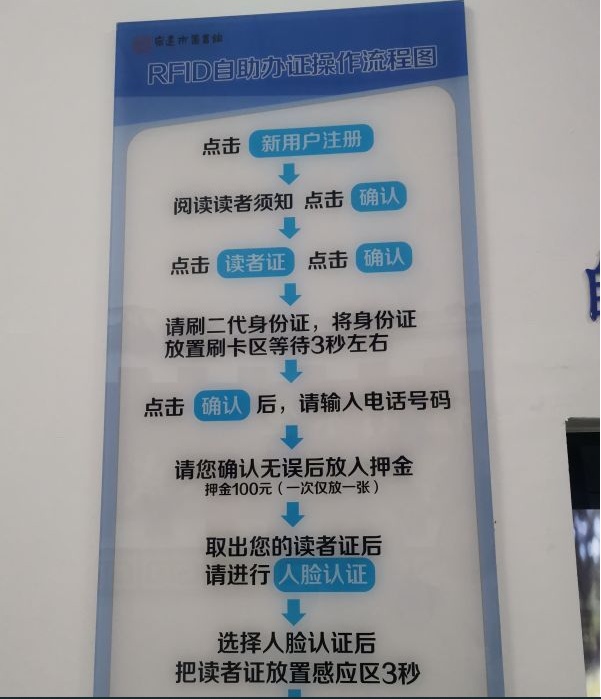 RFID自助办证操作流程图
点击 新用户注册
阅读读者须知 点击 确认
点击 读者证 点击 确认
请刷二代身份证，将身份证
放置刷卡区等待3秒左右
点击 确认 后，请输入电话号码
请您确认无误后放入押金
押金100元（一次仅放一张）
取出您的读者证后
请进行 人脸认证
选择人脸认证后
把读者证放置感应区3秒